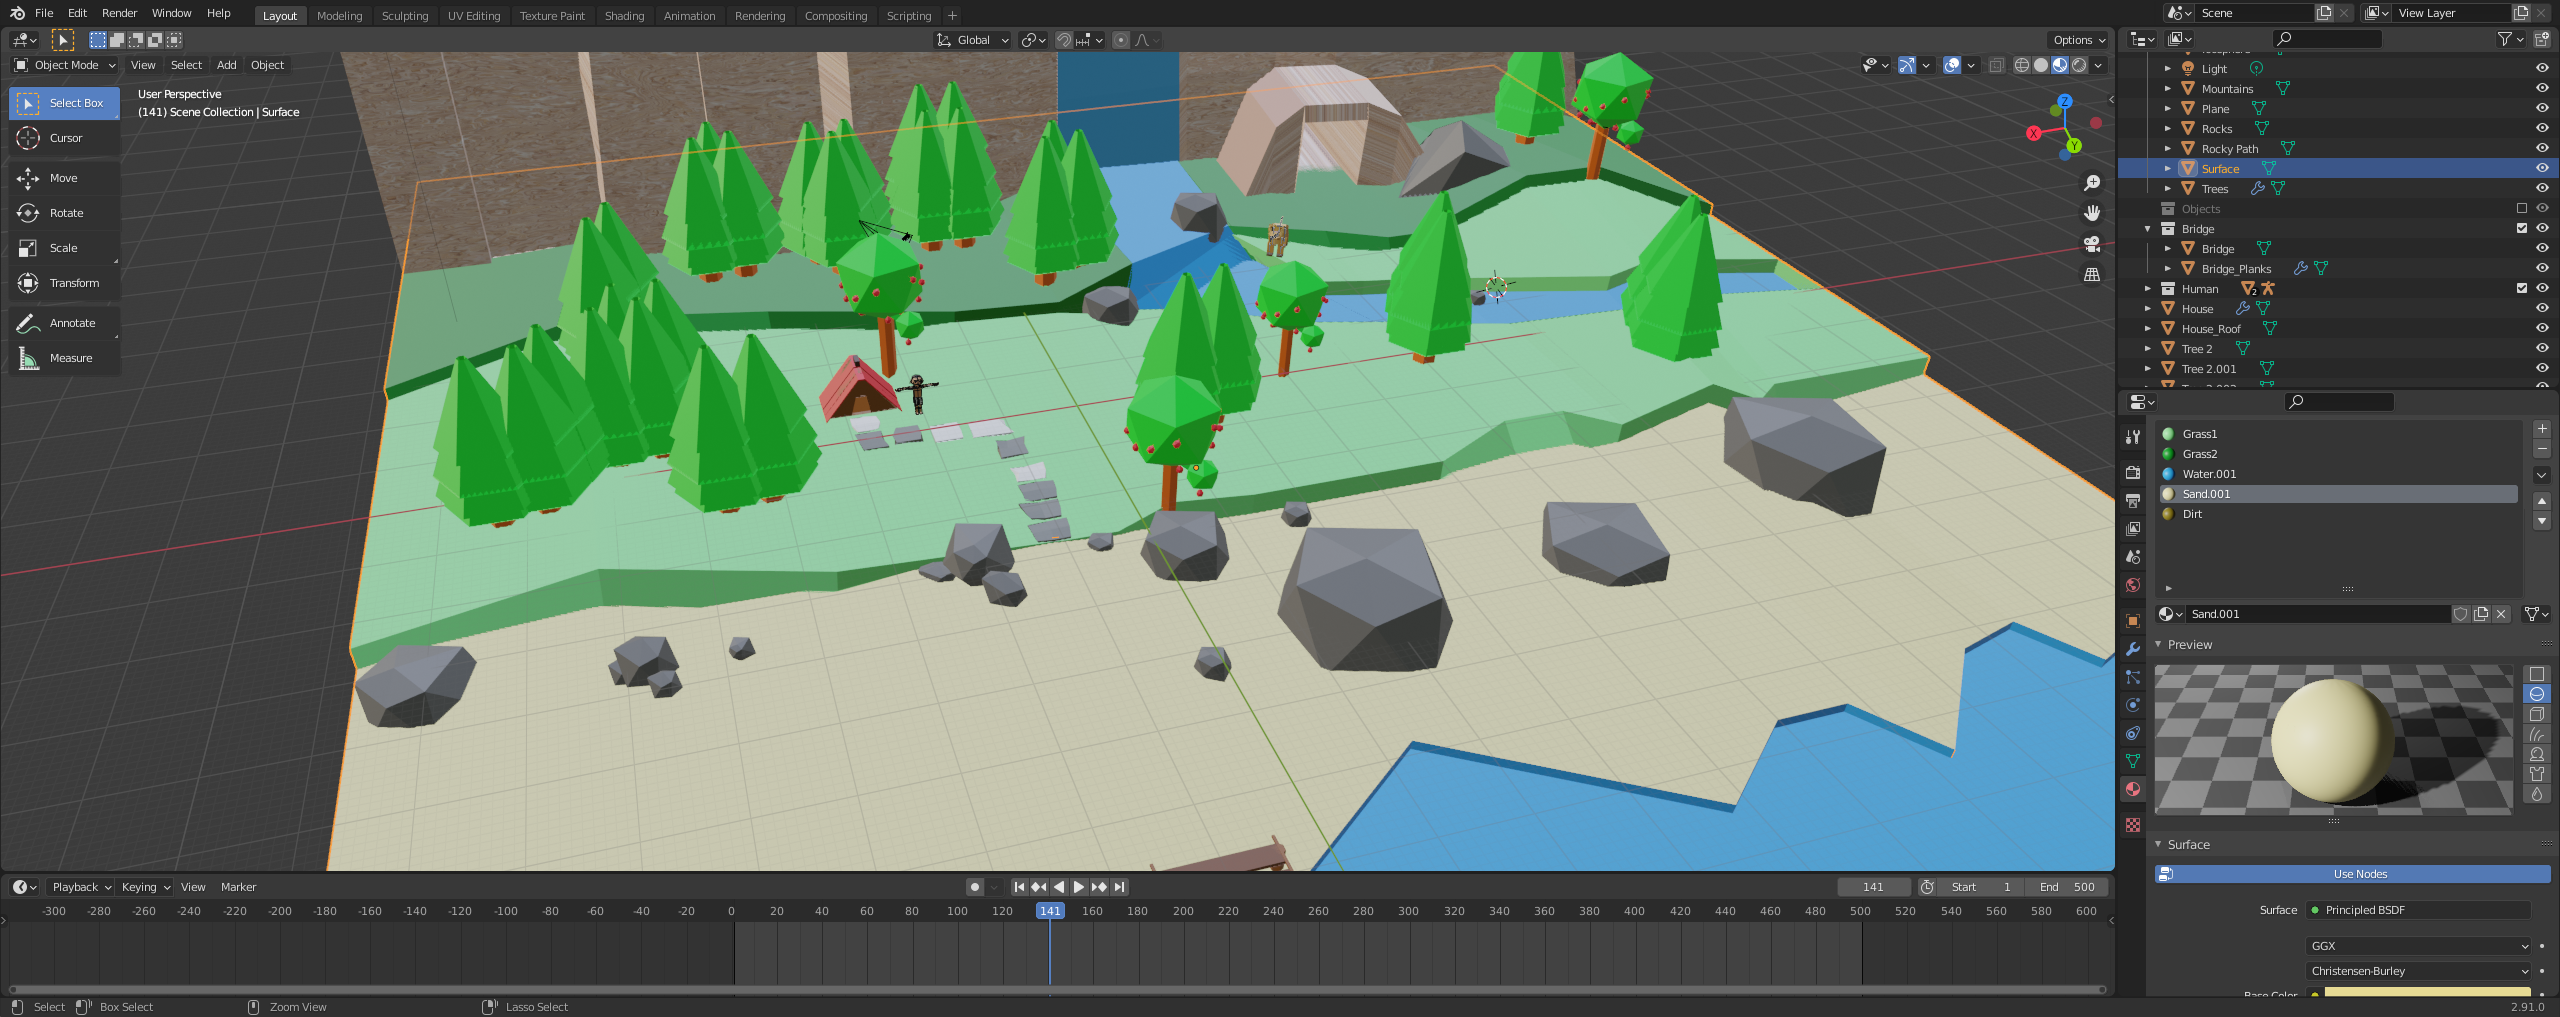 File Edit Render Window Help Layout Modeling Sculpting UV Editing Texture Paint Shading Animation Rendering Compositing Scripting + Scene View Layer
Global Options
Object Mode View Select Add Object
Select Box
Cursor
Move
Rotate
Scale
Transform
Annotate
Measure
User Perspective
(141) Scene Collection | Surface
Z
X
Y
Light
Mountains
Plane
Rocks
Rocky Path
Surface
Trees
Objects
Bridge
Bridge
Bridge_Planks
Human 2
House
House_Roof
Tree 2
Tree 2.001
Grass1
Grass2
Water.001
Sand.001
Dirt
Sand.001
Preview
Surface
Use Nodes
Surface Principled BSDF
GGX
Christensen-Burley
Base Color
Playback Keying View Marker 141 Start 1 End 500
-300 -280 -260 -240 -220 -200 -180 -160 -140 -120 -100 -80 -60 -40 -20 0 20 40 60 80 100 120 141 160 180 200 220 240 260 280 300 320 340 360 380 400 420 440 460 480 500 520 540 560 580 600
Select Box Select Zoom View Lasso Select 2.91.0